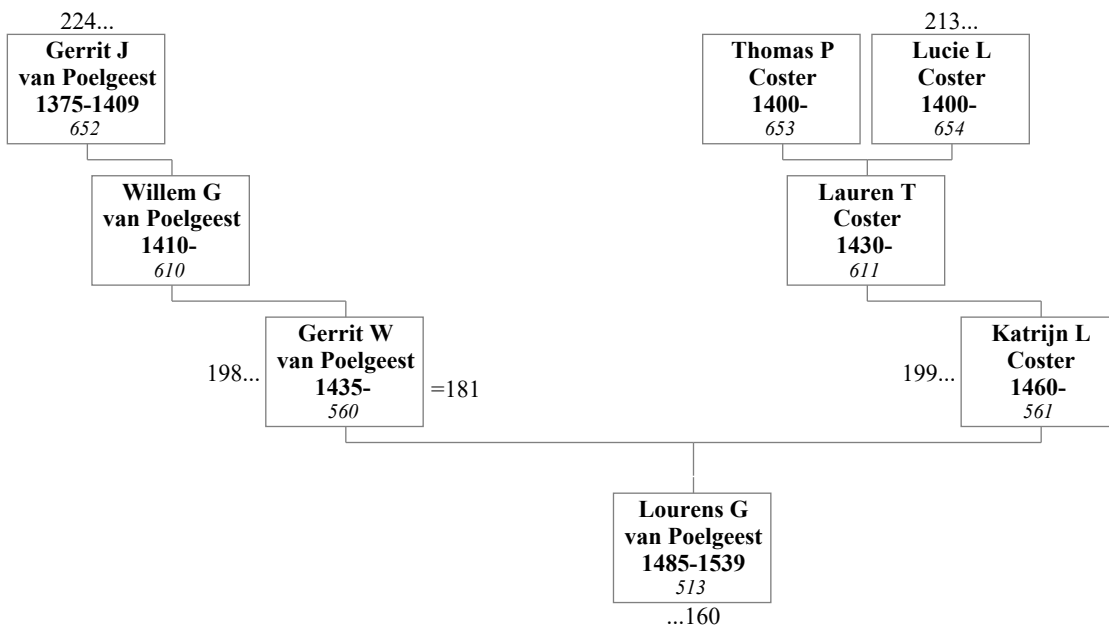 224...
Gerrit J
van Poelgeest
1375-1409
652
Thomas P
Coster
1400-
653
213...
Lucie L
Coster
1400-
654
Willem G
van Poelgeest
1410-
610
Lauren T
Coster
1430-
611
198...
Gerrit W
van Poelgeest
1435-
560
=181
199...
Katrijn L
Coster
1460-
561
Lourens G
van Poelgeest
1485-1539
513
...160